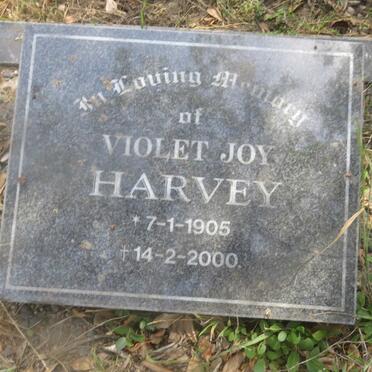 In Loving Memory
of
VIOLET JOY
HARVEY
* 7-1-1905
† 14-2-2000.